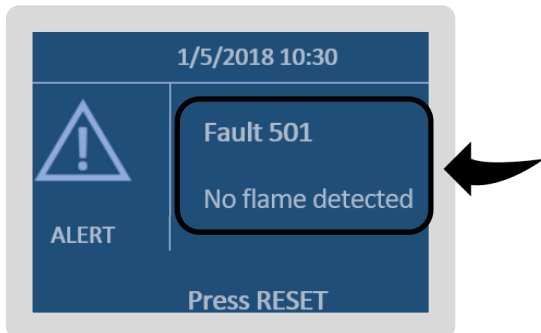 1/5/2018 10:30
Fault 501
No flame detected
ALERT
Press RESET